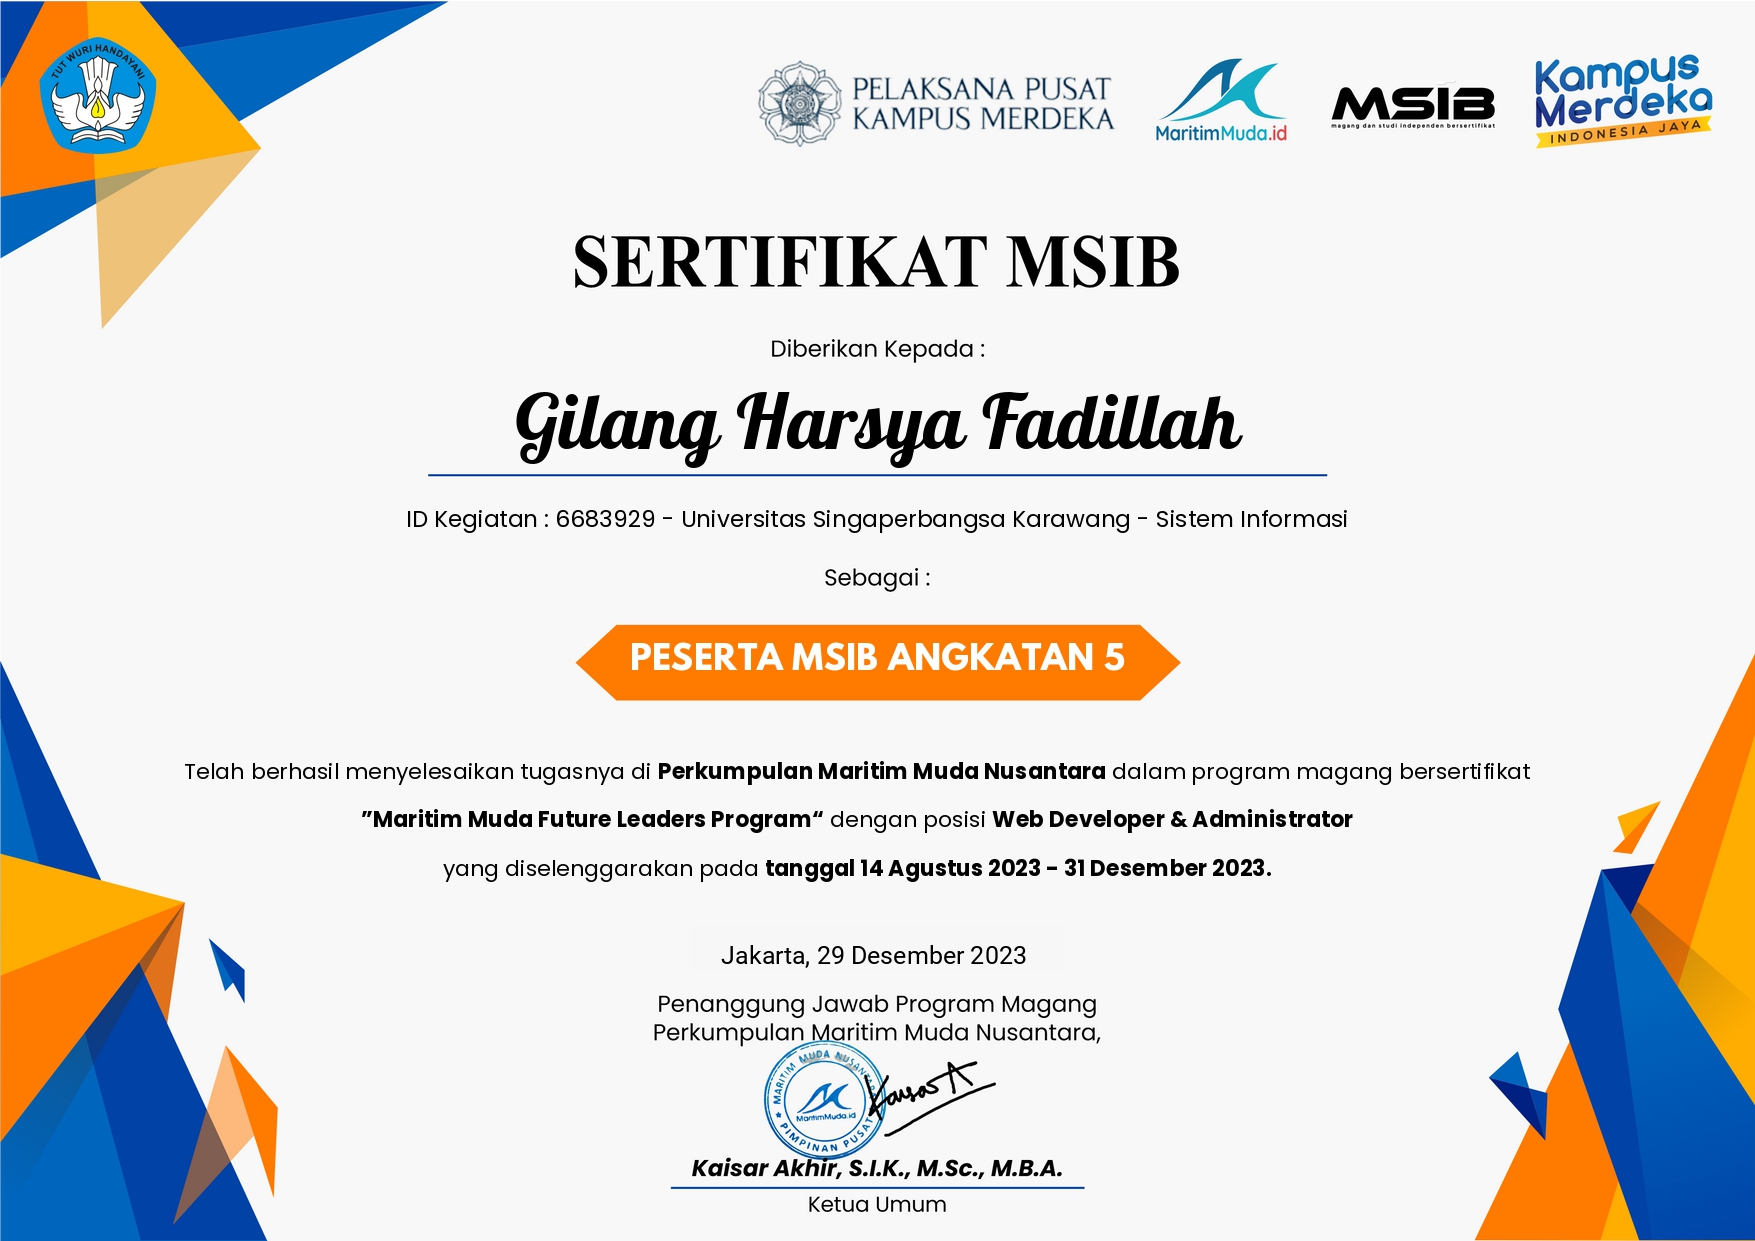 TUT WURI HANDAYANI
PELAKSANA PUSAT
KAMPUS MERDEKA
MaritimMuda.id
MSIB
magang dan studi independen bersertifikat
Kampus
Merdeka
INDONESIA JAYA
SERTIFIKAT MSIB
Diberikan Kepada :
Gilang Harsya Fadillah
ID Kegiatan : 6683929 - Universitas Singaperbangsa Karawang - Sistem Informasi
Sebagai :
PESERTA MSIB ANGKATAN 5
Telah berhasil menyelesaikan tugasnya di Perkumpulan Maritim Muda Nusantara dalam program magang bersertifikat
”Maritim Muda Future Leaders Program“ dengan posisi Web Developer & Administrator
yang diselenggarakan pada tanggal 14 Agustus 2023 - 31 Desember 2023.
Jakarta, 29 Desember 2023
Penanggung Jawab Program Magang
Perkumpulan Maritim Muda Nusantara,
MARITIM MUDA NUSANTARA
MaritimMuda.id
PIMPINAN PUSAT
Kaisar A
Kaisar Akhir, S.I.K., M.Sc., M.B.A.
Ketua Umum